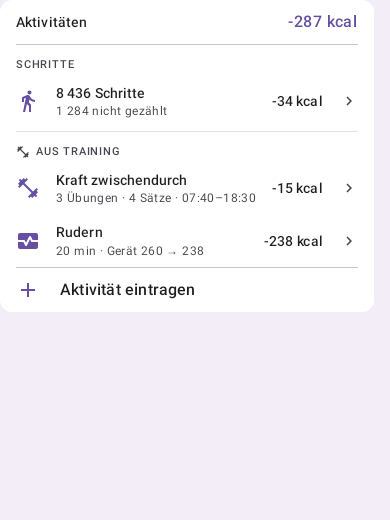 Aktivitäten
-287 kcal
SCHRITTE
8 436 Schritte
-34 kcal
1 284 nicht gezählt
AUS TRAINING
Kraft zwischendurch
-15 kcal
3 Übungen · 4 Sätze · 07:40–18:30
Rudern
-238 kcal
20 min · Gerät 260 → 238
Aktivität eintragen